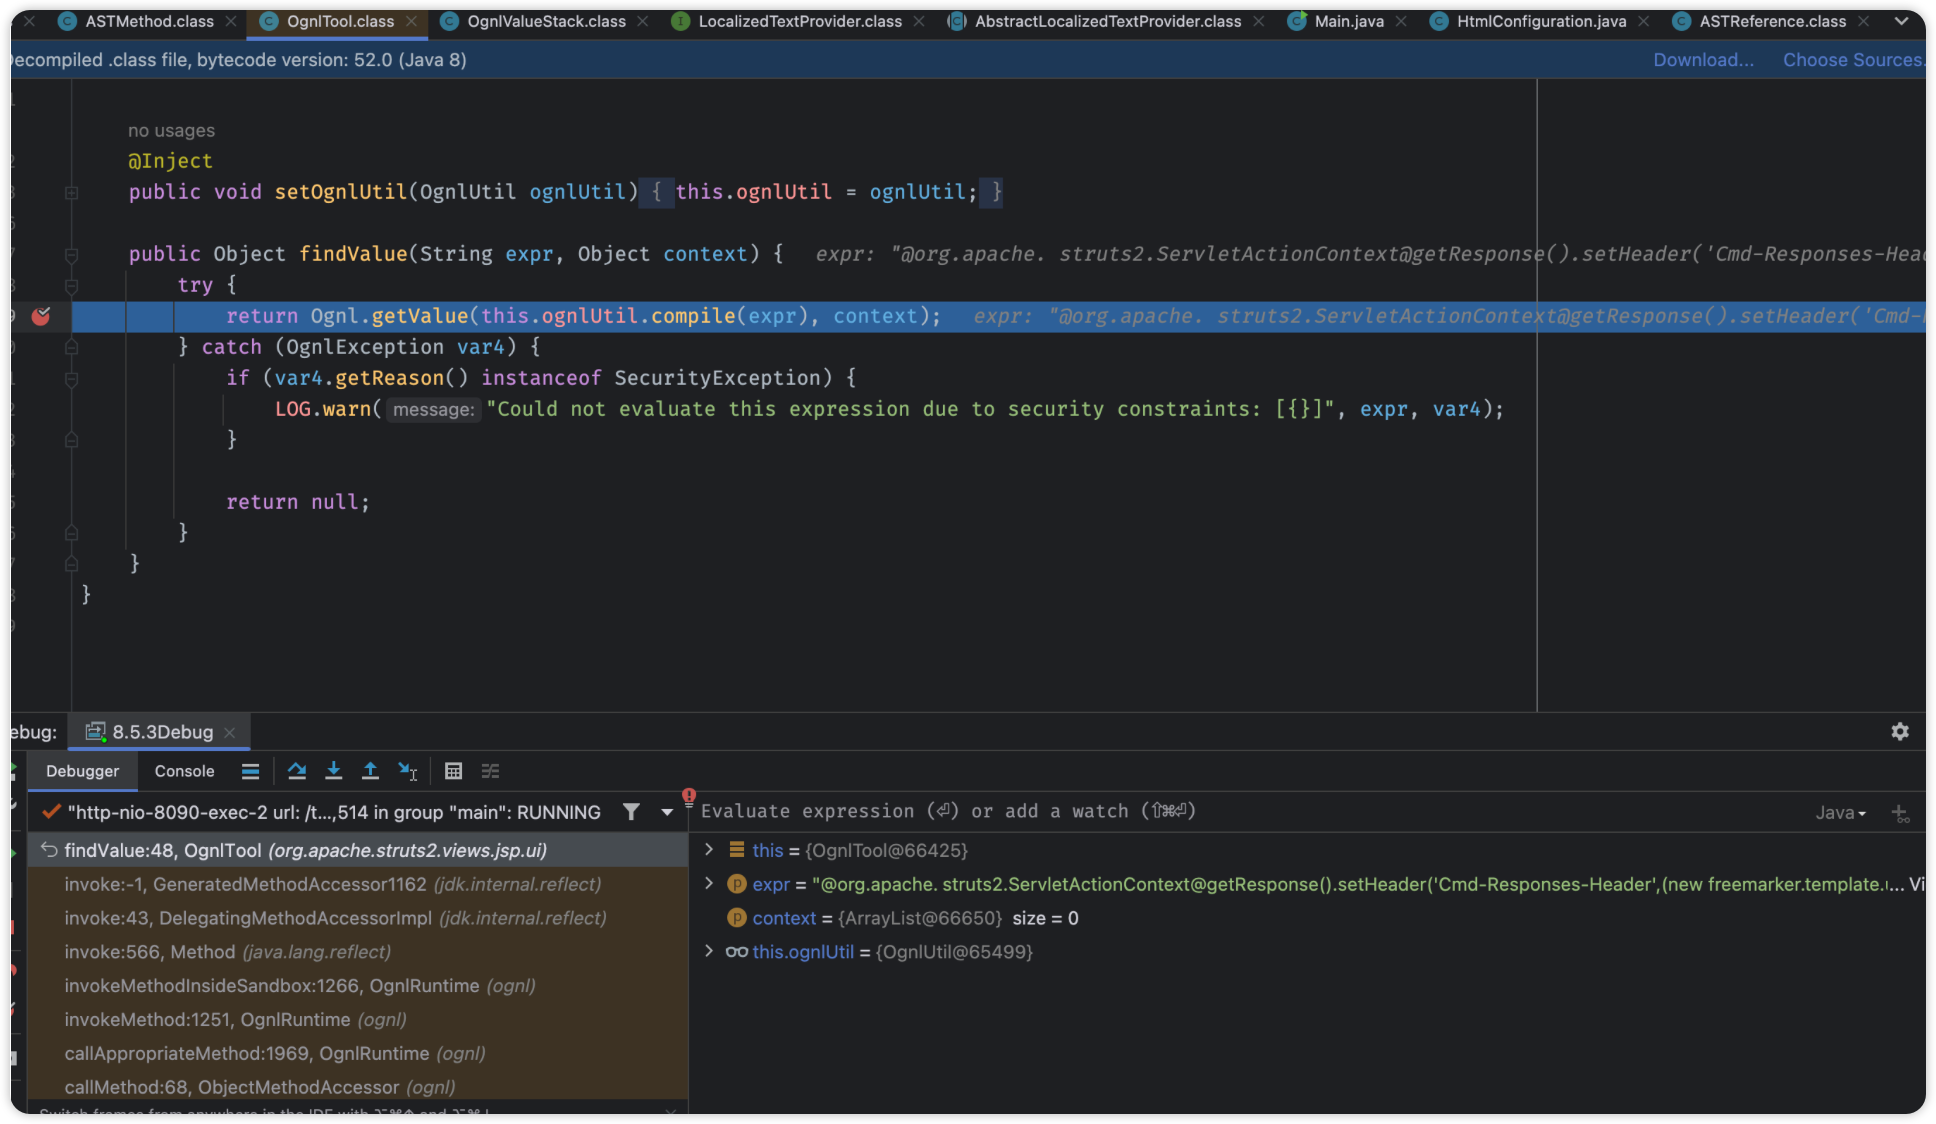 ASTMethod.class OgnlTool.class OgnlValueStack.class LocalizedTextProvider.class AbstractLocalizedTextProvider.class Main.java HtmlConfiguration.java ASTReference.class
ecompiled .class file, bytecode version: 52.0 (Java 8) Download... Choose Sources.
no usages
@Inject
public void setOgnlUtil(OgnlUtil ognlUtil) { this.ognlUtil = ognlUtil; }
public Object findValue(String expr, Object context) { expr: "@org.apache. struts2.ServletActionContext@getResponse().setHeader('Cmd-Responses-Head
try {
return Ognl.getValue(this.ognlUtil.compile(expr), context); expr: "@org.apache. struts2.ServletActionContext@getResponse().setHeader('Cmd-
} catch (OgnlException var4) {
if (var4.getReason() instanceof SecurityException) {
LOG.warn( message: "Could not evaluate this expression due to security constraints: [{}]", expr, var4);
}
return null;
}
}
}
ebug: 8.5.3Debug
Debugger Console
"http-nio-8090-exec-2 url: /t...,514 in group "main": RUNNING
Evaluate expression (⏎) or add a watch (⇧⌘⏎) Java
findValue:48, OgnlTool (org.apache.struts2.views.jsp.ui)
invoke:-1, GeneratedMethodAccessor1162 (jdk.internal.reflect)
invoke:43, DelegatingMethodAccessorImpl (jdk.internal.reflect)
invoke:566, Method (java.lang.reflect)
invokeMethodInsideSandbox:1266, OgnlRuntime (ognl)
invokeMethod:1251, OgnlRuntime (ognl)
callAppropriateMethod:1969, OgnlRuntime (ognl)
callMethod:68, ObjectMethodAccessor (ognl)
this = {OgnlTool@66425}
expr = "@org.apache. struts2.ServletActionContext@getResponse().setHeader('Cmd-Responses-Header',(new freemarker.template.u... Vi
context = {ArrayList@66650} size = 0
this.ognlUtil = {OgnlUtil@65499}
Switch frames from anywhere in the IDE with